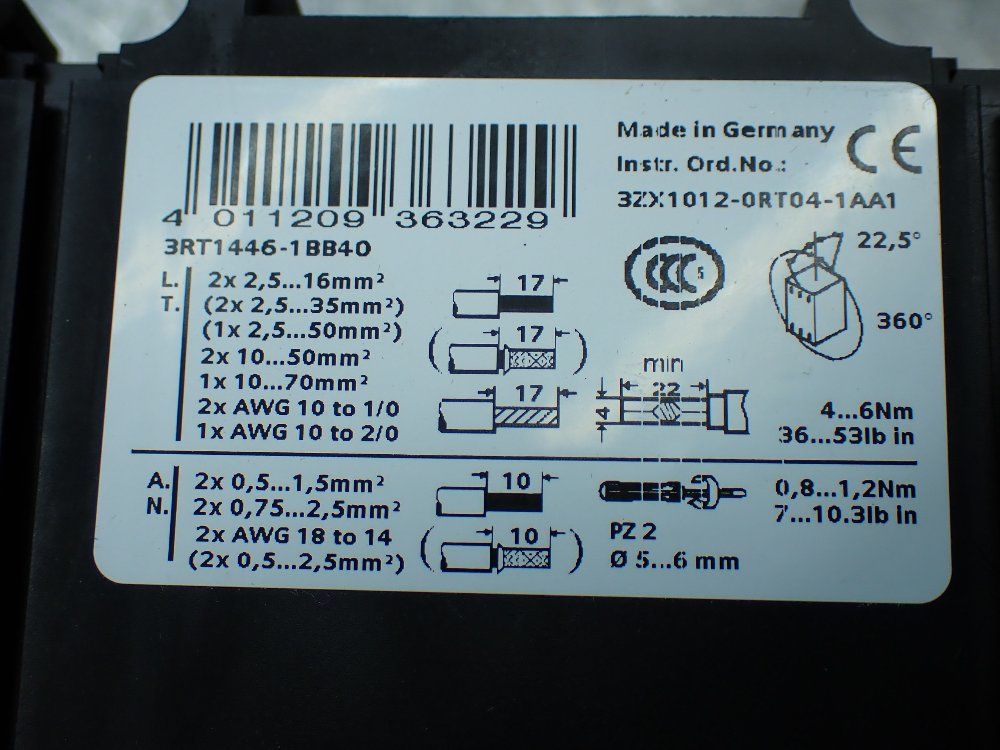 Made in Germany
CE
Instr. Ord.No.:
3ZX1012-0RT04-1AA1
4 011209 363229
3RT1446-1BB40
22,5°
CCC S
360°
L.
T.
2x 2,5...16mm²
(2x 2,5...35mm²)
(1x 2,5...50mm²)
2x 10...50mm²
1x 10...70mm²
2x AWG 10 to 1/0
1x AWG 10 to 2/0
17
17
17
min
22
4
4...6Nm
36...53lb in
A.
N.
2x 0,5...1,5mm²
2x 0,75...2,5mm²
2x AWG 18 to 14
(2x 0,5...2,5mm²)
10
10
PZ 2
Ø 5...6 mm
0,8...1,2Nm
7...10.3lb in